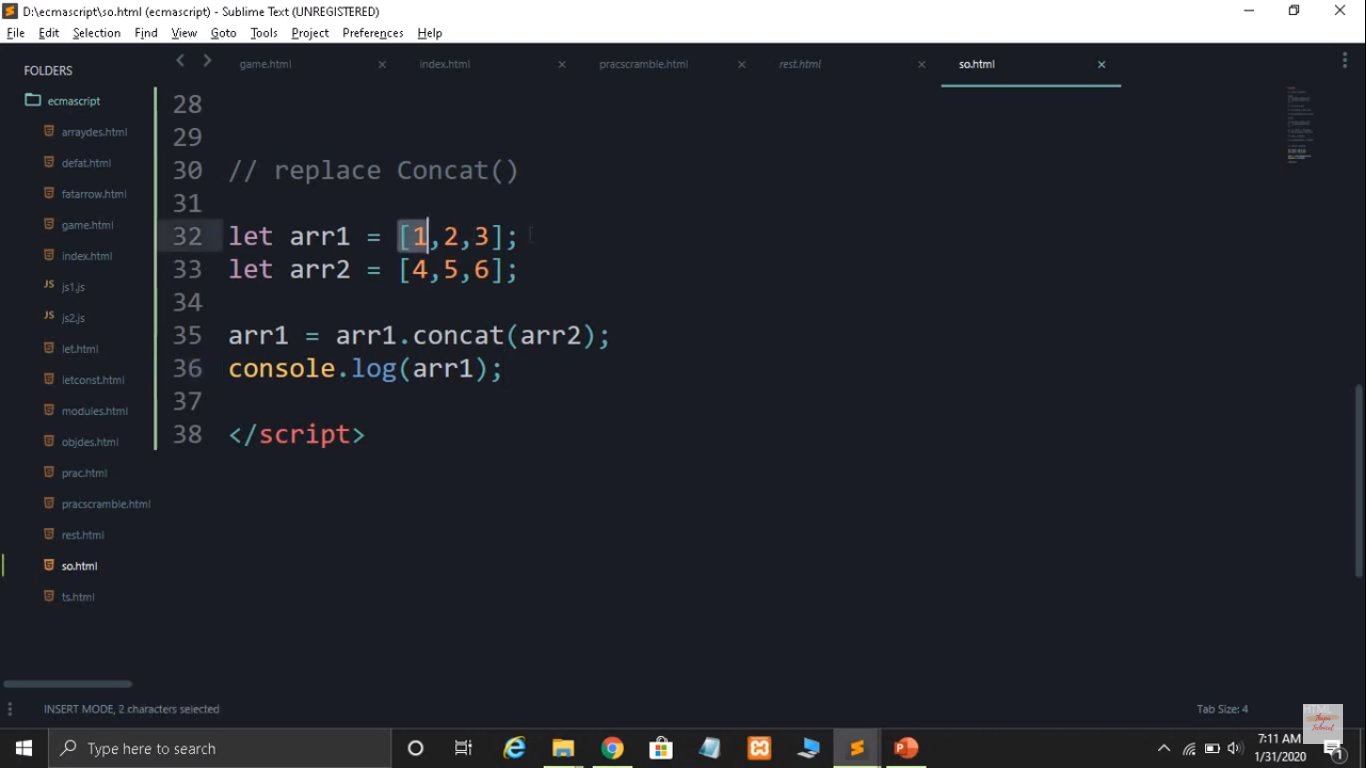 D:\ecmascript\so.html (ecmascript) - Sublime Text (UNREGISTERED)
File Edit Selection Find View Goto Tools Project Preferences Help
FOLDERS
ecmascript
arraydes.html
defat.html
fatarrow.html
game.html
index.html
js1.js
js2.js
let.html
letconst.html
modules.html
objdes.html
prac.html
pracscramble.html
rest.html
so.html
ts.html
game.html index.html pracscramble.html rest.html so.html
28
29
30 // replace Concat()
31
32 let arr1 = [1,2,3];
33 let arr2 = [4,5,6];
34
35 arr1 = arr1.concat(arr2);
36 console.log(arr1);
37
38 </script>
INSERT MODE, 2 characters selected
Tab Size: 4
HTML
Type here to search
7:11 AM
1/31/2020